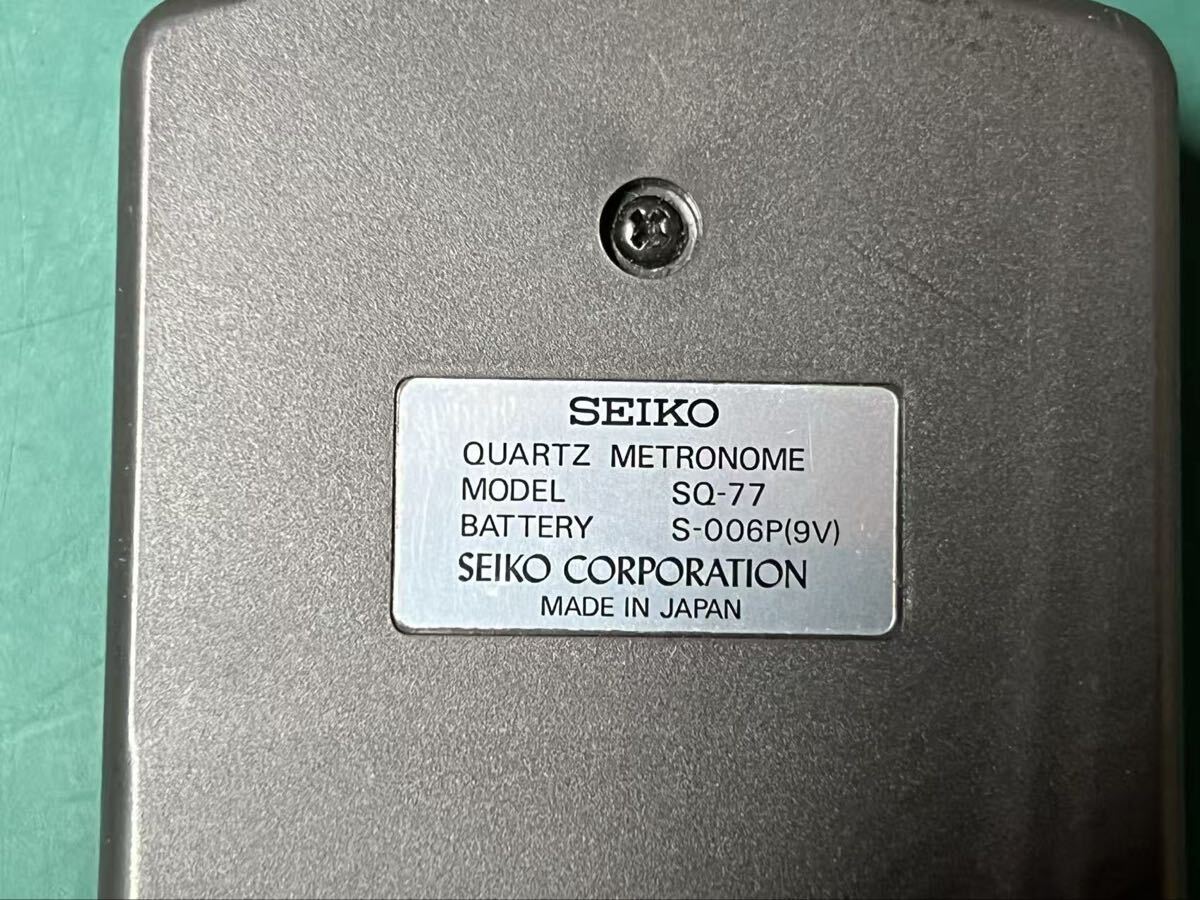 SEIKO
QUARTZ METRONOME
MODEL SQ-77
BATTERY S-006P(9V)
SEIKO CORPORATION
MADE IN JAPAN